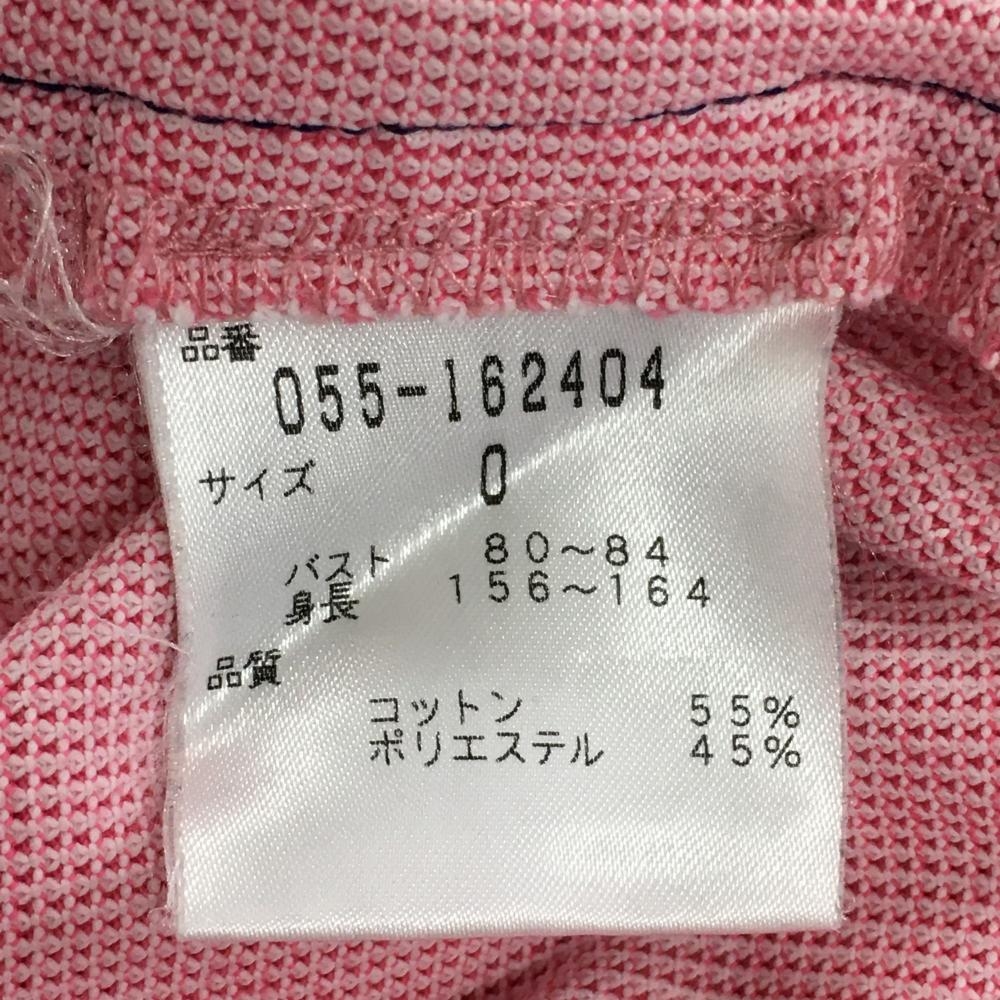 品番
055-162404
サイズ 0
バスト 80～84
身長 156～164
品質
コットン 55%
ポリエステル 45%